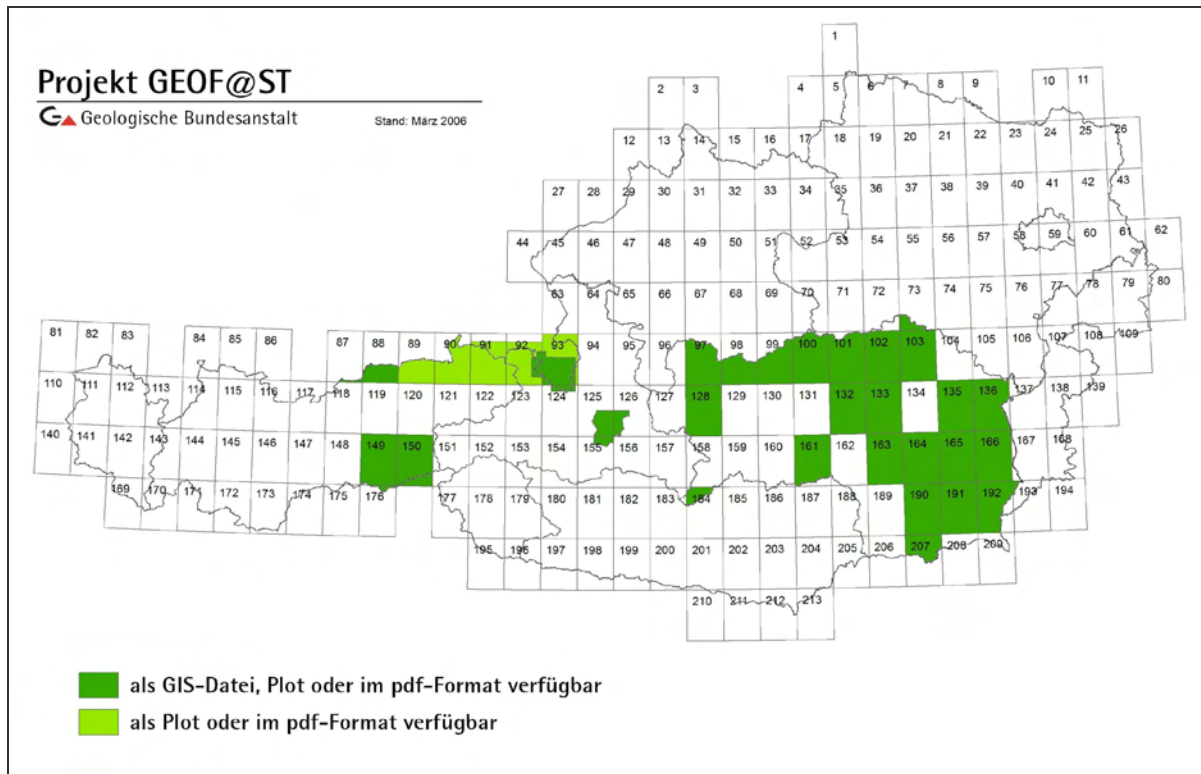 Projekt GEOF@ST
Geologische Bundesanstalt Stand: März 2006
1
2 3 4 5 6 7 8 9 10 11
12 13 14 15 16 17 18 19 20 21 22 23 24 25 26
27 28 29 30 31 32 33 34 35 36 37 38 39 40 41 42 43
44 45 46 47 48 49 50 51 52 53 54 55 56 57 58 59 60 61 62
63 64 65 66 67 68 69 70 71 72 73 74 75 76 77 78 79 80
81 82 83 84 85 86 87 88 89 90 91 92 93 94 95 96 97 98 99 100 101 102 103 104 105 106 107 108 109
110 111 112 113 114 115 116 117 118 119 120 121 122 123 124 125 126 127 128 129 130 131 132 133 134 135 136 137 138 139
140 141 142 143 144 145 146 147 148 149 150 151 152 153 154 155 156 157 158 159 160 161 162 163 164 165 166 167 168
169 170 171 172 173 174 175 176 177 178 179 180 181 182 183 184 185 186 187 188 189 190 191 192 193 194
195 196 197 198 199 200 201 202 203 204 205 206 207 208 209
210 211 212 213
als GIS-Datei, Plot oder im pdf-Format verfügbar
als Plot oder im pdf-Format verfügbar